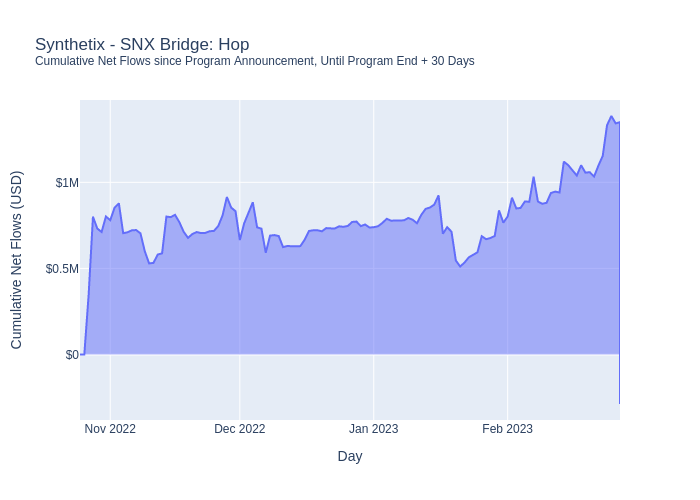 Synthetix - SNX Bridge: Hop
Cumulative Net Flows since Program Announcement, Until Program End + 30 Days
Cumulative Net Flows (USD)
$1M
$0.5M
$0
Nov 2022
Dec 2022
Jan 2023
Feb 2023
Day